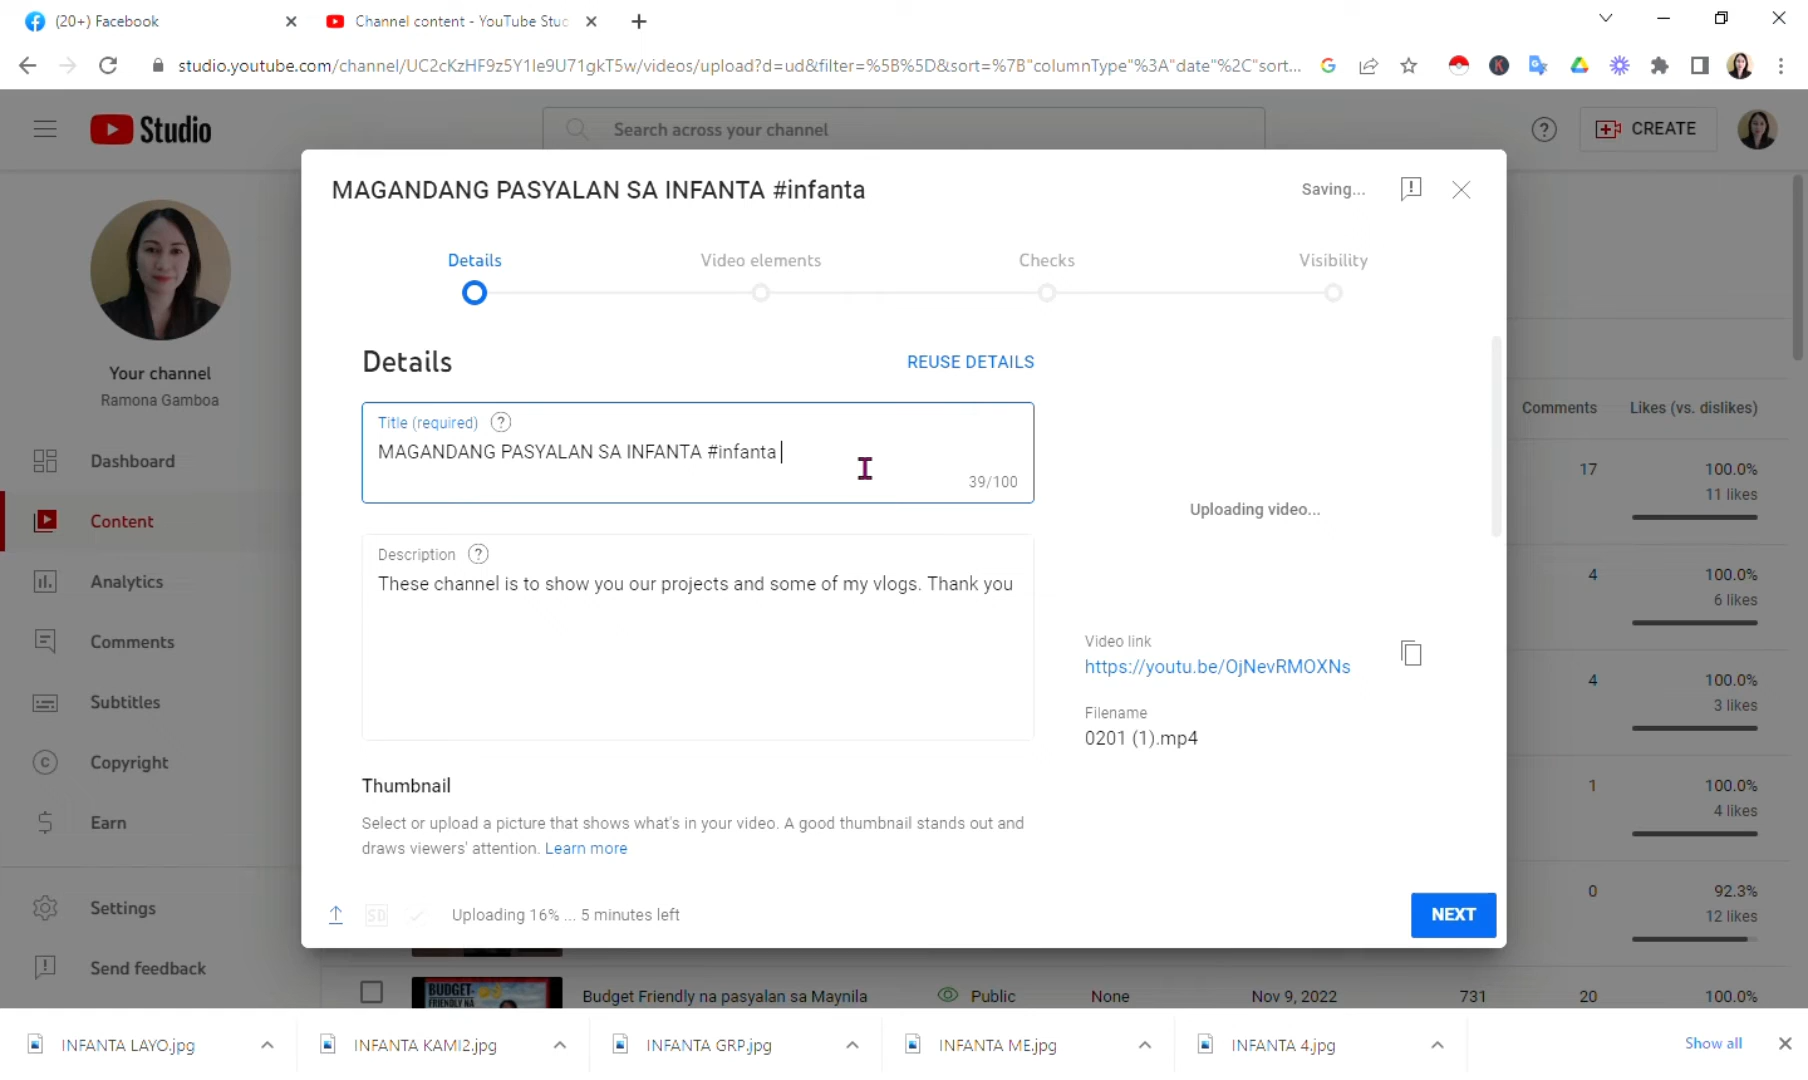 (20+) Facebook
Channel content - YouTube Stuc
studio.youtube.com/channel/UC2cKzHF9z5Y1Ie9U71gkT5w/videos/upload?d=ud&filter=%5B%5D&sort=%7B"columnType"%3A"date"%2C"sort...
Studio
Search across your channel
CREATE
MAGANDANG PASYALAN SA INFANTA #infanta
Saving...
Details
Video elements
Checks
Visibility
Details
REUSE DETAILS
Title (required)
MAGANDANG PASYALAN SA INFANTA #infanta
39/100
Description
These channel is to show you our projects and some of my vlogs. Thank you
Thumbnail
Select or upload a picture that shows what's in your video. A good thumbnail stands out and
draws viewers' attention. Learn more
Uploading video...
Video link
https://youtu.be/OjNevRMOXNs
Filename
0201 (1).mp4
SD
Uploading 16% ... 5 minutes left
NEXT
Your channel
Ramona Gamboa
Dashboard
Content
Analytics
Comments
Subtitles
Copyright
Earn
Settings
Send feedback
Comments
Likes (vs. dislikes)
17
100.0%
11 likes
4
100.0%
6 likes
4
100.0%
3 likes
1
100.0%
4 likes
0
92.3%
12 likes
BUDGET-
FRIENDLY NA
Budget Friendly na pasyalan sa Maynila
Public
None
Nov 9, 2022
731
20
100.0%
INFANTA LAYO.jpg
INFANTA KAMI2.jpg
INFANTA GRP.jpg
INFANTA ME.jpg
INFANTA 4.jpg
Show all